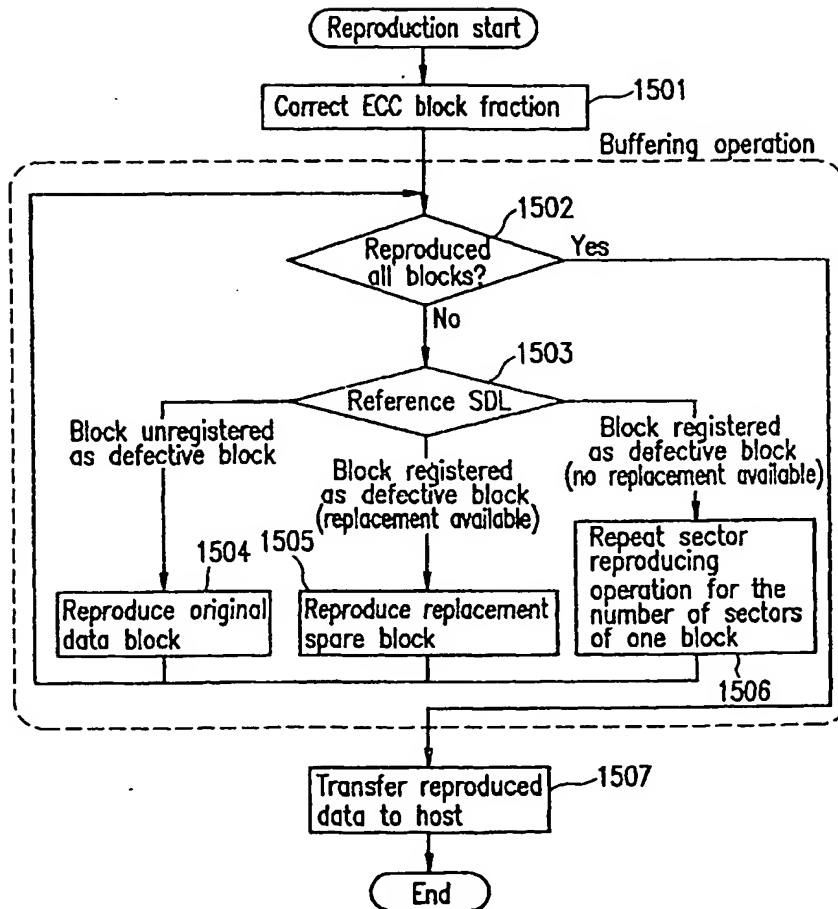 Reproduction start
1501
Correct ECC block fraction
Buffering operation
1502
Reproduced
all blocks?
Yes
No
1503
Reference SDL
Block unregistered
as defective block
Block registered
as defective block
(replacement available)
Block registered
as defective block
(no replacement available)
1504
Reproduce original
data block
1505
Reproduce replacement
spare block
Repeat sector
reproducing
operation for the
number of sectors
of one block
1506
Transfer reproduced
data to host
1507
End